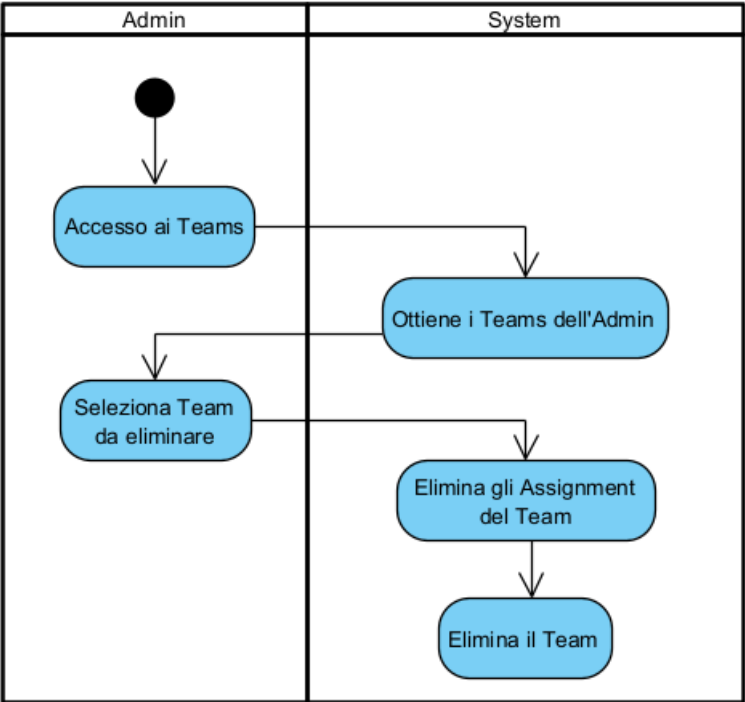 Admin
System
Accesso ai Teams
Ottiene i Teams dell'Admin
Seleziona Team
da eliminare
Elimina gli Assignment
del Team
Elimina il Team